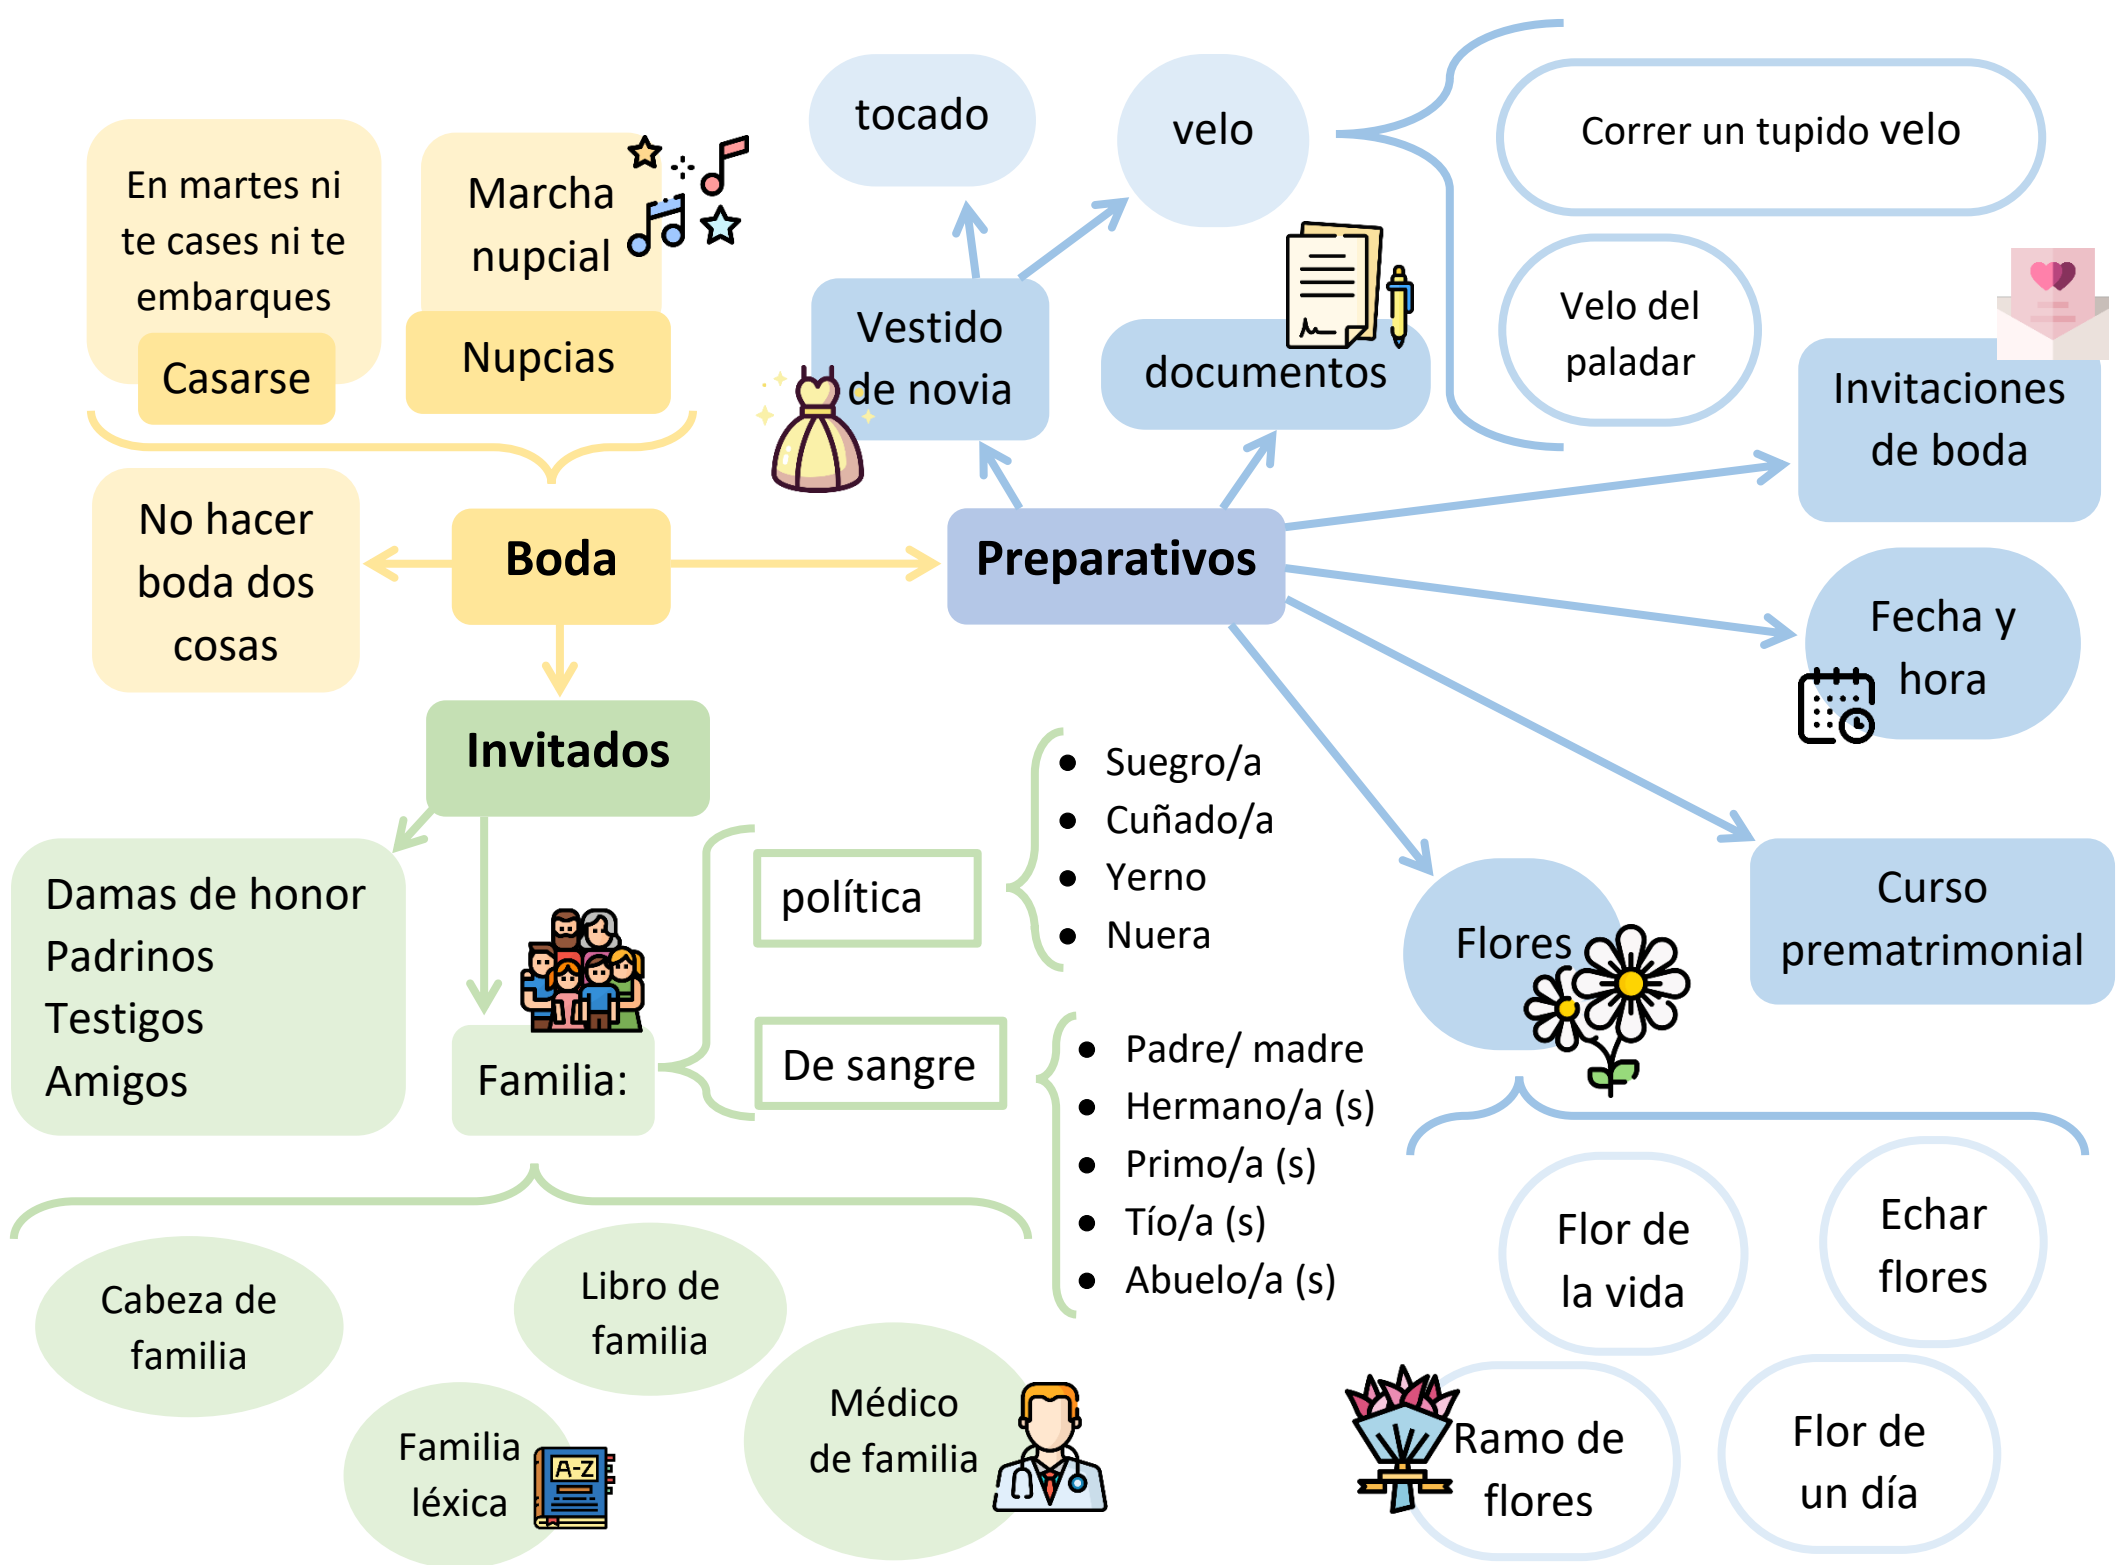 tocado
velo
Correr un tupido velo
En martes ni
te cases ni te
embarques
Marcha
nupcial
Casarse
Nupcias
Vestido
de novia
documentos
Velo del
paladar
Invitaciones
de boda
No hacer
boda dos
cosas
Boda
Preparativos
Fecha y
hora
Invitados
Damas de honor
Padrinos
Testigos
Amigos
Familia:
política
• Suegro/a
• Cuñado/a
• Yerno
• Nuera
De sangre
• Padre/ madre
• Hermano/a (s)
• Primo/a (s)
• Tío/a (s)
• Abuelo/a (s)
Flores
Curso
prematrimonial
Cabeza de
familia
Libro de
familia
Familia
léxica
A-Z
Médico
de familia
Flor de
la vida
Echar
flores
Ramo de
flores
Flor de
un día